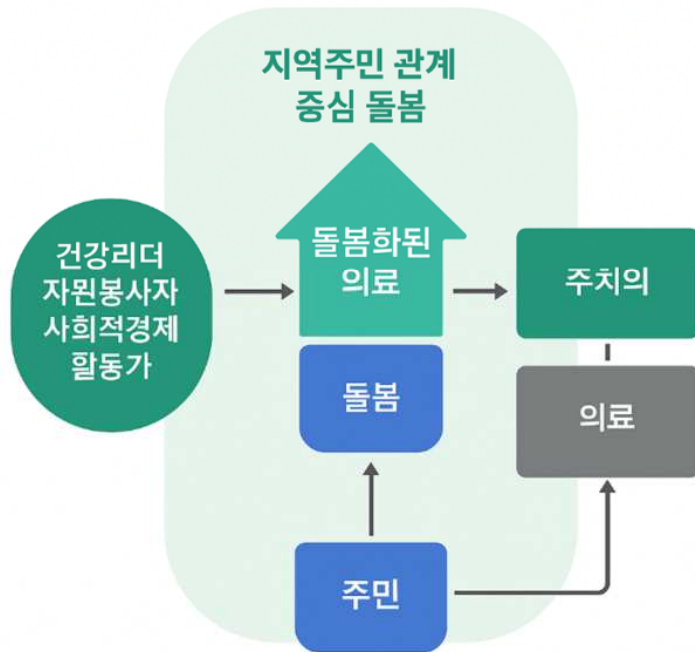 지역주민 관계
중심 돌봄
돌봄화된
의료
건강리더
자뭔봉사자
사희적경제
활동가
주치의
돌봄
의료
주민